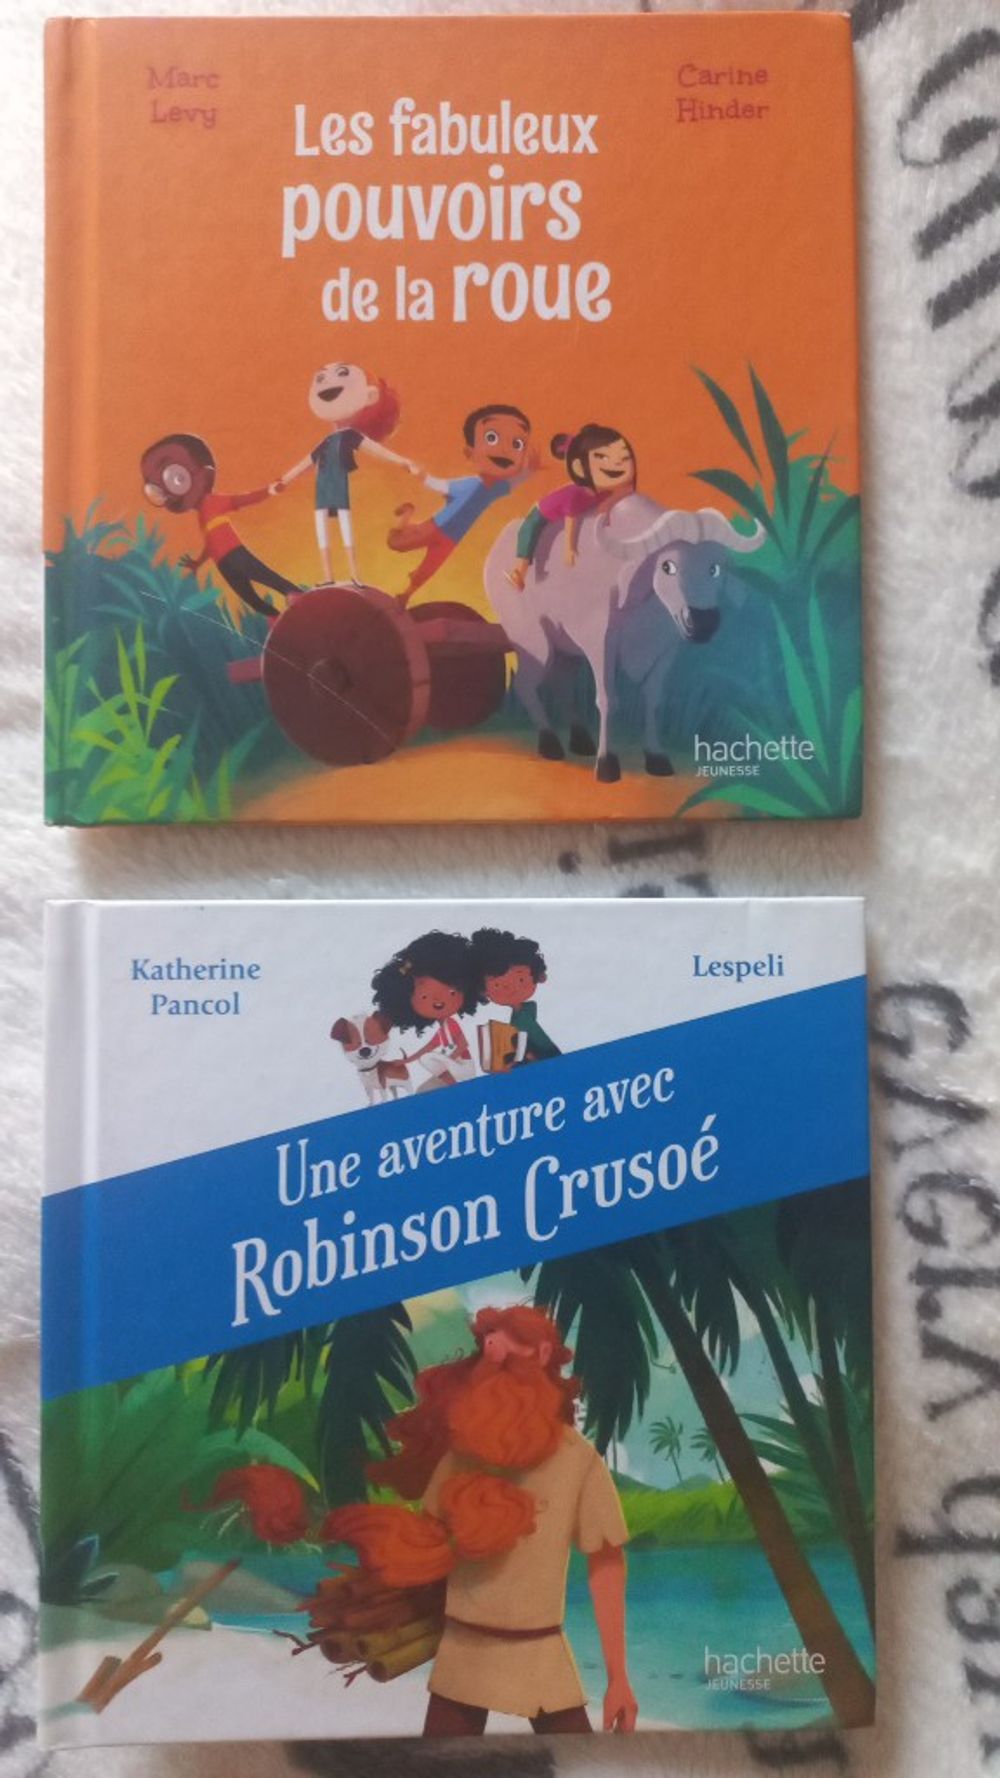 Marc
Levy
Carine
Hinder
Les fabuleux
pouvoirs
de la roue
hachette
JEUNESSE
Katherine
Pancol
Lespeli
Une aventure avec
Robinson Crusoé
hachette
JEUNESSE